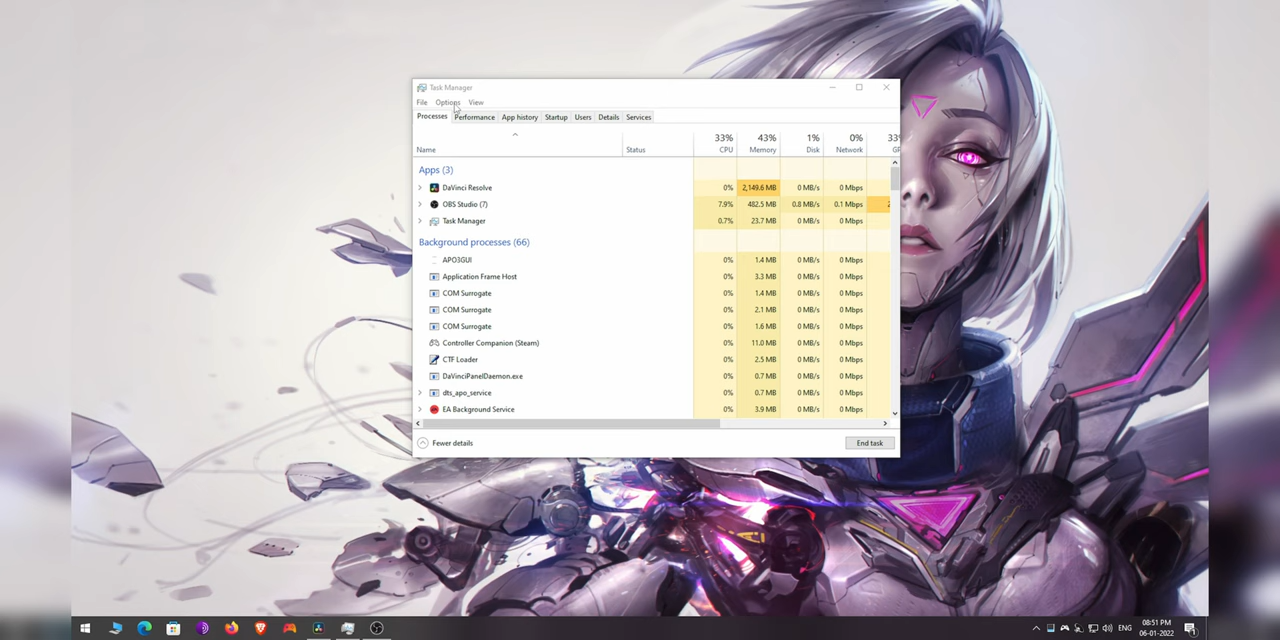 Task Manager
File Options View
Processes Performance App history Startup Users Details Services
33% 43% 1% 0% 33%
Name Status CPU Memory Disk Network GP
Apps (3)
DaVinci Resolve 0% 2,149.6 MB 0 MB/s 0 Mbps
OBS Studio (7) 7.9% 482.5 MB 0.8 MB/s 0.1 Mbps 2
Task Manager 0.7% 23.7 MB 0 MB/s 0 Mbps
Background processes (66)
APO3GUI 0% 1.4 MB 0 MB/s 0 Mbps
Application Frame Host 0% 3.3 MB 0 MB/s 0 Mbps
COM Surrogate 0% 1.4 MB 0 MB/s 0 Mbps
COM Surrogate 0% 2.1 MB 0 MB/s 0 Mbps
COM Surrogate 0% 1.6 MB 0 MB/s 0 Mbps
Controller Companion (Steam) 0% 11.0 MB 0 MB/s 0 Mbps
CTF Loader 0% 2.5 MB 0 MB/s 0 Mbps
DaVinciPanelDaemon.exe 0% 0.7 MB 0 MB/s 0 Mbps
dts_apo_service 0% 0.7 MB 0 MB/s 0 Mbps
EA Background Service 0% 3.9 MB 0 MB/s 0 Mbps
Fewer details End task
ENG 08:51 PM
06-01-2022